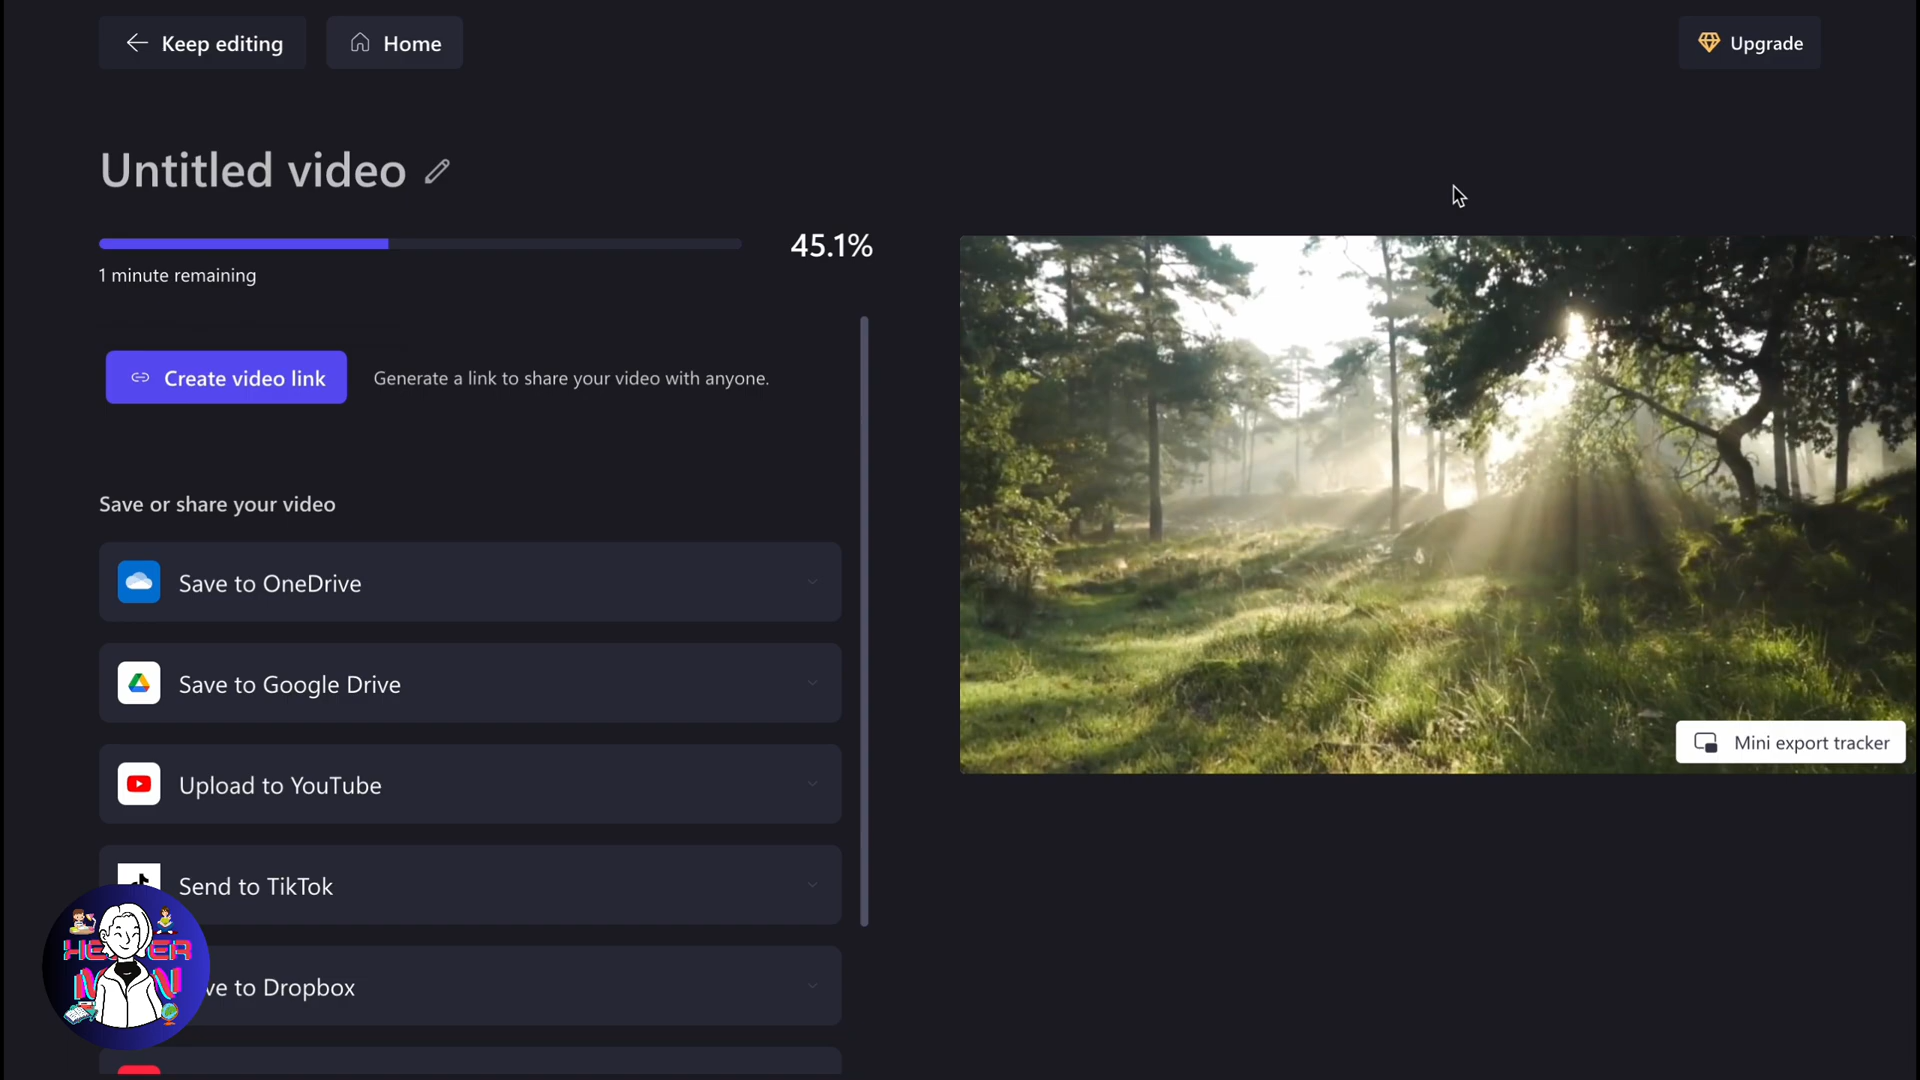 Keep editing
Home
Upgrade
Untitled video
45.1%
1 minute remaining
Create video link
Generate a link to share your video with anyone.
Save or share your video
Save to OneDrive
Save to Google Drive
Upload to YouTube
Mini export tracker
Send to TikTok
ve to Dropbox